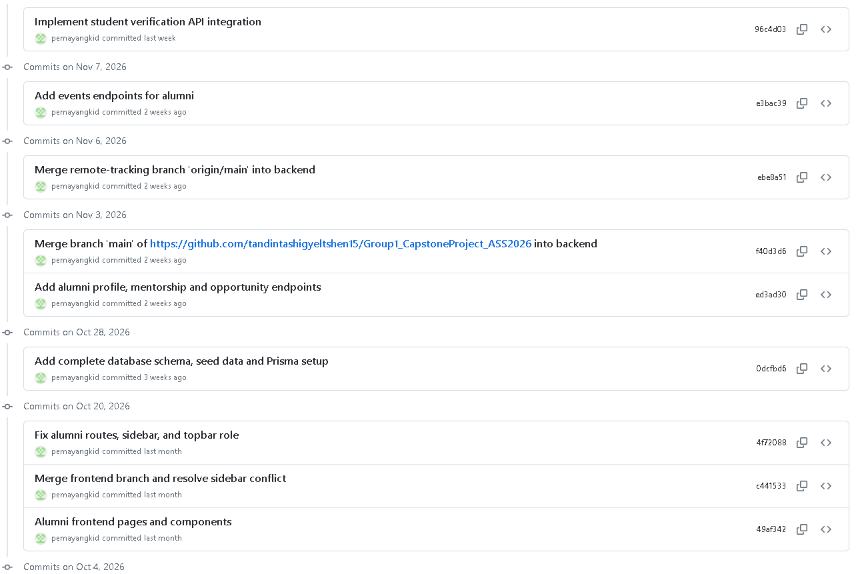 Implement student verification API integration
pemayangkid committed last week
96c4d03
Commits on Nov 7, 2026
Add events endpoints for alumni
pemayangkid committed 2 weeks ago
e3bac39
Commits on Nov 6, 2026
Merge remote-tracking branch 'origin/main' into backend
pemayangkid committed 2 weeks ago
ebe8a51
Commits on Nov 3, 2026
Merge branch 'main' of https://github.com/tandintashigyeltshen15/Group1_CapstoneProject_ASS2026 into backend
pemayangkid committed 2 weeks ago
f40d3d6
Add alumni profile, mentorship and opportunity endpoints
pemayangkid committed 2 weeks ago
ed3ad30
Commits on Oct 28, 2026
Add complete database schema, seed data and Prisma setup
pemayangkid committed 3 weeks ago
0dcfbd6
Commits on Oct 20, 2026
Fix alumni routes, sidebar, and topbar role
pemayangkid committed last month
4f72088
Merge frontend branch and resolve sidebar conflict
pemayangkid committed last month
c441533
Alumni frontend pages and components
pemayangkid committed last month
49af342
Commits on Oct 4, 2026